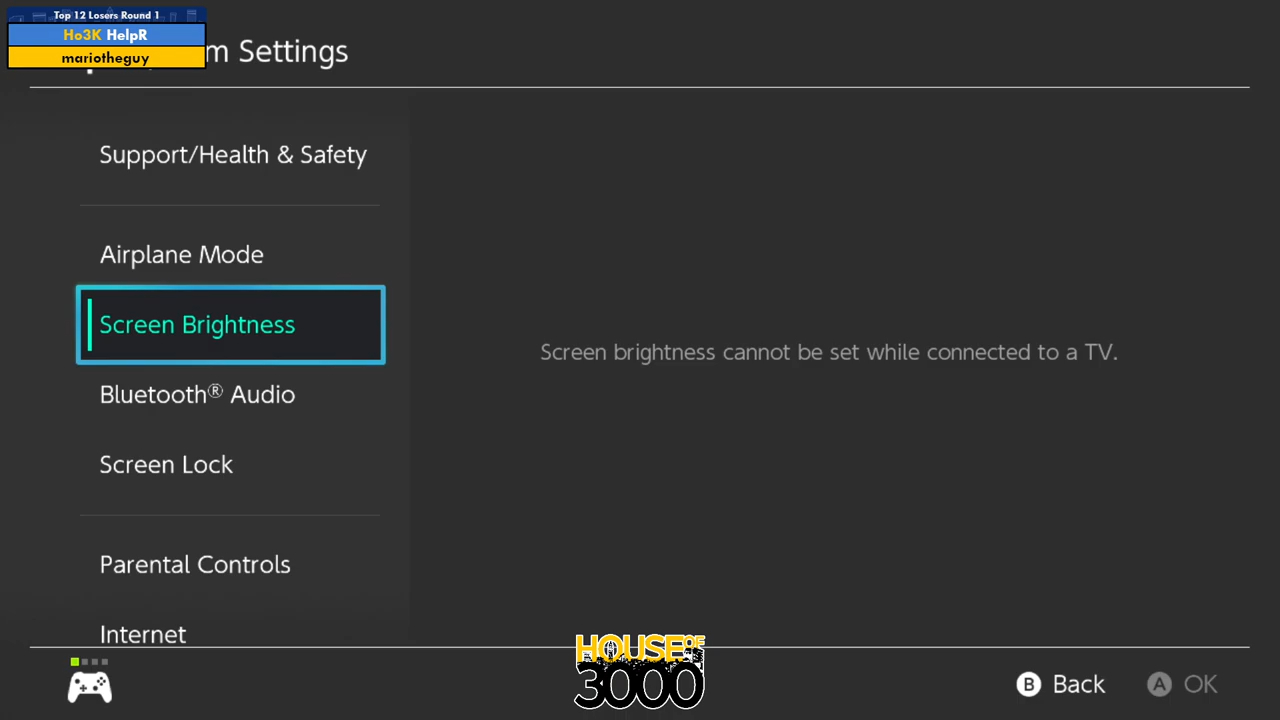 Top 12 Losers Round 1
Ho3K HelpR
mariotheguy
m Settings
Support/Health & Safety
Airplane Mode
Screen Brightness
Bluetooth® Audio
Screen Lock
Parental Controls
Internet
Screen brightness cannot be set while connected to a TV.
HOUSE OF
3000
B Back
A OK